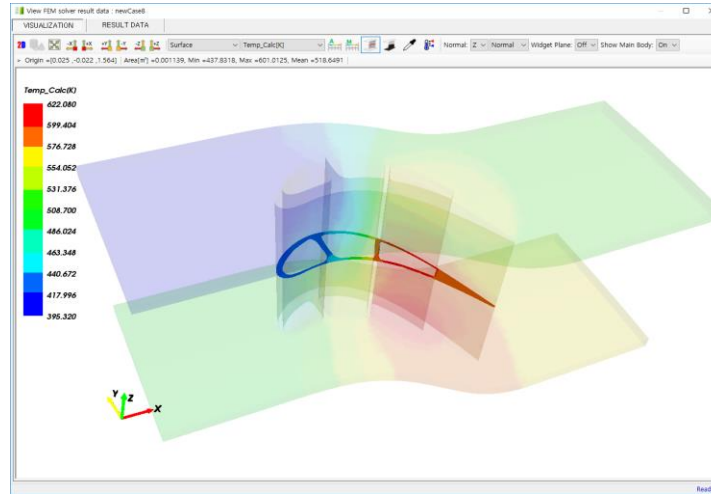 View FEM solver result data : newCase8
VISUALIZATION RESULT DATA
2D -X +X +Y -Y -Z +Z Surface Temp_Calc[K] A M Normal: Z Normal Widget Plane: Off Show Main Body: On
> Origin =[0.025 ,-0.022 ,1.564] Area[m²] =0.001139, Min =437.8318, Max =601.0125, Mean =518.6491
Temp_Calc(K)
622.080
599.404
576.728
554.052
531.376
508.700
486.024
463.348
440.672
417.996
395.320
Y Z X
Read